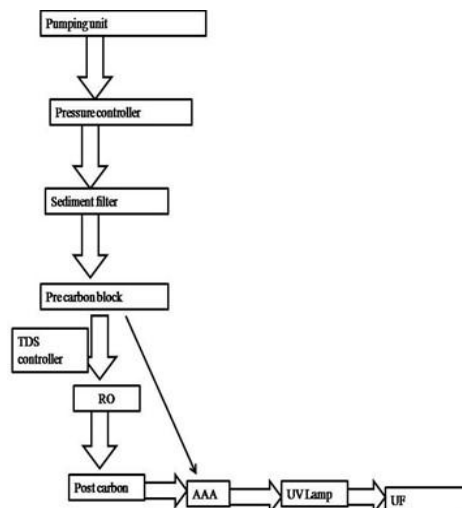 Pumping unit
Pressure controller
Sediment filter
Pre carbon block
TDS
controller
RO
Post carbon
AAA
UV Lamp
UF